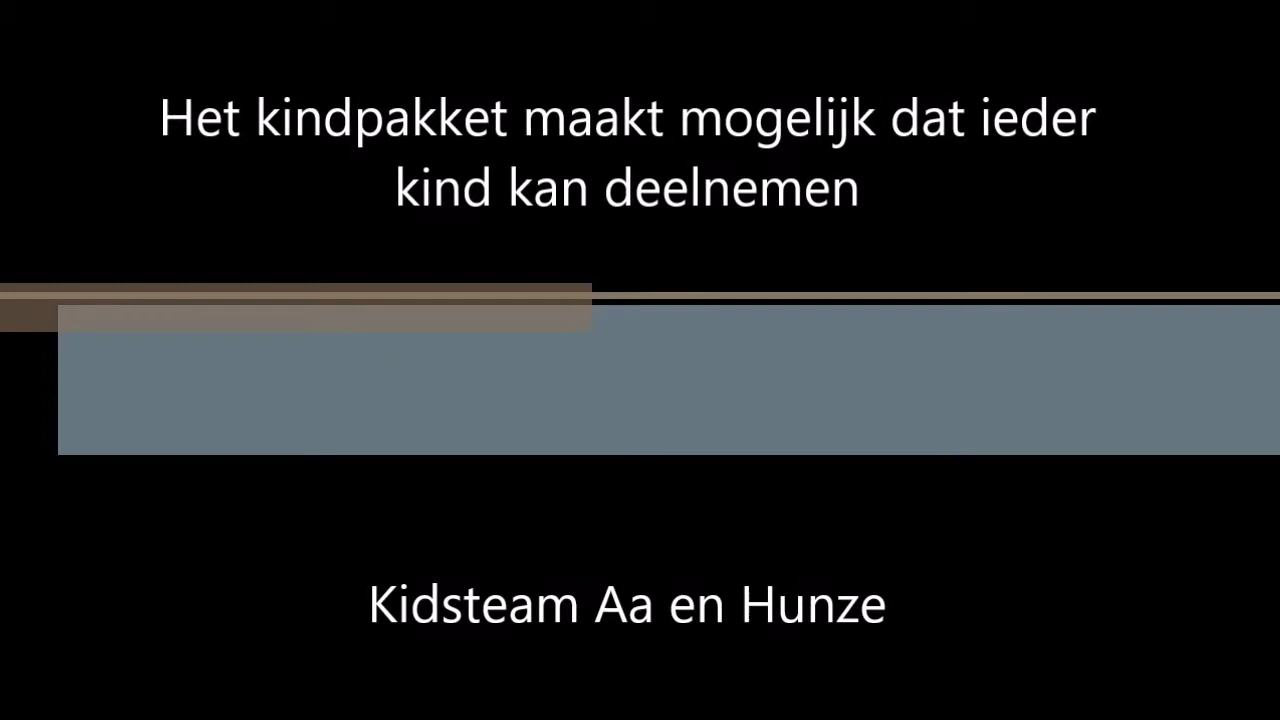 Het kindpakket maakt mogelijk dat ieder
kind kan deelnemen
Kidsteam Aa en Hunze